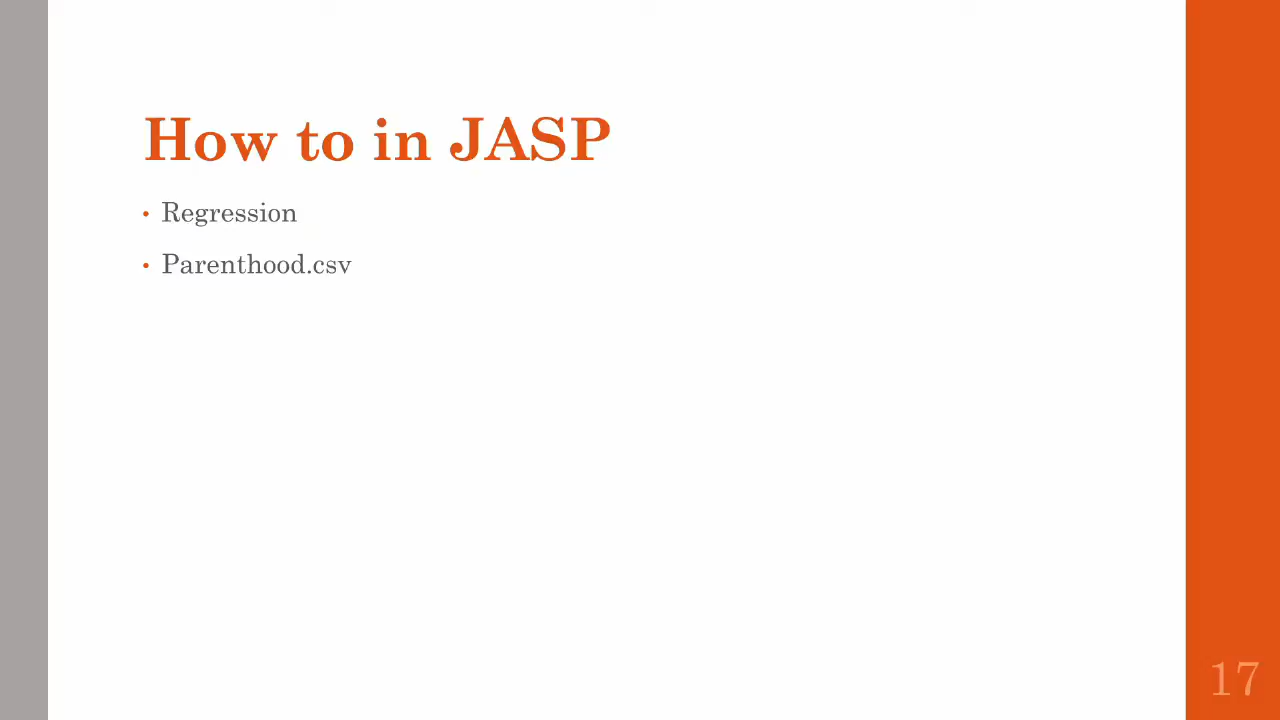 How to in JASP
• Regression
• Parenthood.csv
17